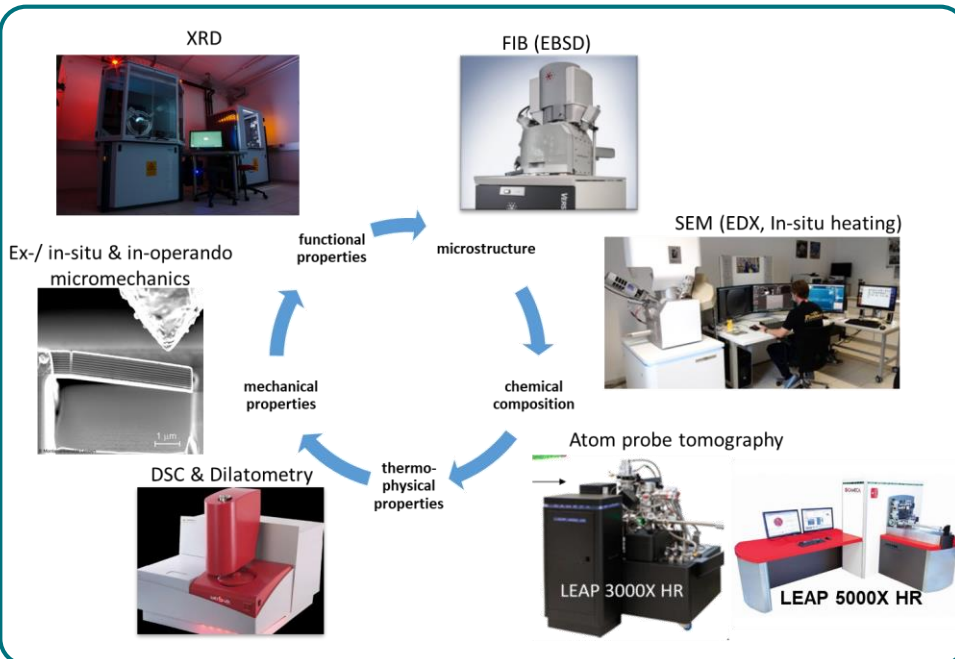 XRD
FIB (EBSD)
SEM (EDX, In-situ heating)
functional
properties
microstructure
Ex-/ in-situ & in-operando
micromechanics
mechanical
properties
chemical
composition
1 μm
Atom probe tomography
DSC & Dilatometry
thermo-
physical
properties
LEAP 3000X HR
LEAP 5000X HR